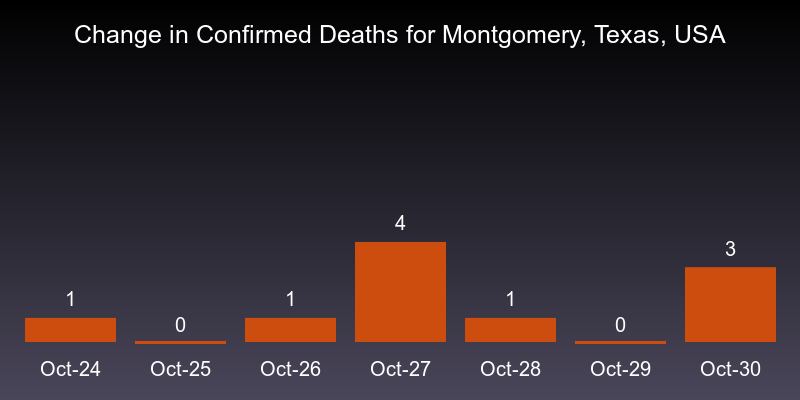 Change in Confirmed Deaths for Montgomery, Texas, USA
1 0 1 4 1 0 3
Oct-24 Oct-25 Oct-26 Oct-27 Oct-28 Oct-29 Oct-30